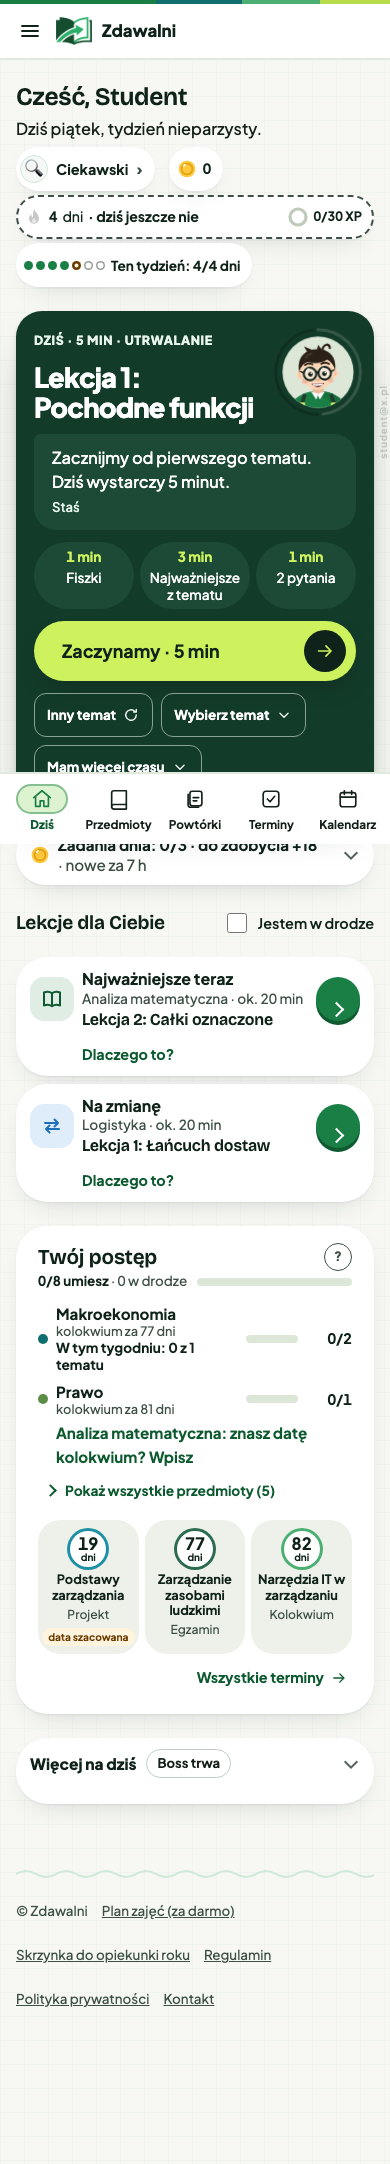 Zdawalni
Cześć, Student
Dziś piątek, tydzień nieparzysty.
Ciekawski ›
0
4 dni · dziś jeszcze nie
0/30 XP
Ten tydzień: 4/4 dni
DZIŚ · 5 MIN · UTRWALANIE
Lekcja 1:
Pochodne funkcji
student@x.pl
Zacznijmy od pierwszego tematu.
Dziś wystarczy 5 minut.
Staś
1 min
Fiszki
3 min
Najważniejsze
z tematu
1 min
2 pytania
Zaczynamy · 5 min
Inny temat
Wybierz temat
Mam więcej czasu
Dziś
Przedmioty
Powtórki
Terminy
Kalendarz
Zadania dnia: 0/3 · do zdobycia +18
· nowe za 7 h
Lekcje dla Ciebie
Jestem w drodze
Najważniejsze teraz
Analiza matematyczna · ok. 20 min
Lekcja 2: Całki oznaczone
Dlaczego to?
Na zmianę
Logistyka · ok. 20 min
Lekcja 1: Łańcuch dostaw
Dlaczego to?
Twój postęp
?
0/8 umiesz · 0 w drodze
Makroekonomia
kolokwium za 77 dni
W tym tygodniu: 0 z 1
tematu
0/2
Prawo
kolokwium za 81 dni
0/1
Analiza matematyczna: znasz datę
kolokwium? Wpisz
Pokaż wszystkie przedmioty (5)
19
dni
Podstawy
zarządzania
Projekt
data szacowana
77
dni
Zarządzanie
zasobami
ludzkimi
Egzamin
82
dni
Narzędzia IT w
zarządzaniu
Kolokwium
Wszystkie terminy →
Więcej na dziś
Boss trwa
© Zdawalni
Plan zajęć (za darmo)
Skrzynka do opiekunki roku
Regulamin
Polityka prywatności
Kontakt